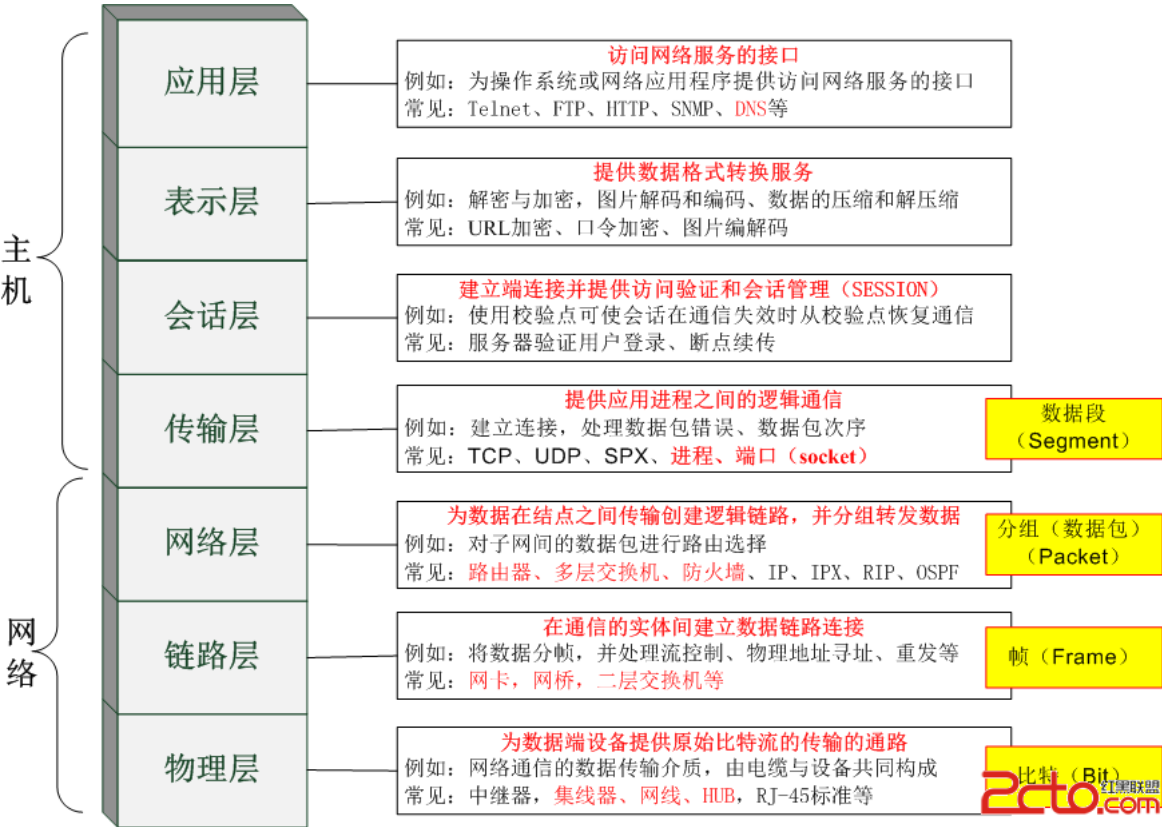 应用层
访问网络服务的接口
例如：为操作系统或网络应用程序提供访问网络服务的接口
常见：Telnet、FTP、HTTP、SNMP、DNS等
表示层
提供数据格式转换服务
例如：解密与加密，图片解码和编码、数据的压缩和解压缩
常见：URL加密、口令加密、图片编解码
主
机
会话层
建立端连接并提供访问验证和会话管理（SESSION）
例如：使用校验点可使会话在通信失效时从校验点恢复通信
常见：服务器验证用户登录、断点续传
传输层
提供应用进程之间的逻辑通信
例如：建立连接，处理数据包错误、数据包次序
常见：TCP、UDP、SPX、进程、端口（socket）
数据段
（Segment）
网络层
为数据在结点之间传输创建逻辑链路，并分组转发数据
例如：对子网间的数据包进行路由选择
常见：路由器、多层交换机、防火墙、IP、IPX、RIP、OSPF
分组（数据包）
（Packet）
网
络
链路层
在通信的实体间建立数据链路连接
例如：将数据分帧，并处理流控制、物理地址寻址、重发等
常见：网卡，网桥，二层交换机等
帧（Frame）
物理层
为数据端设备提供原始比特流的传输的通路
例如：网络通信的数据传输介质，由电缆与设备共同构成
常见：中继器，集线器、网线、HUB，RJ-45标准等
比特（Bit）
2cto.com
红黑联盟